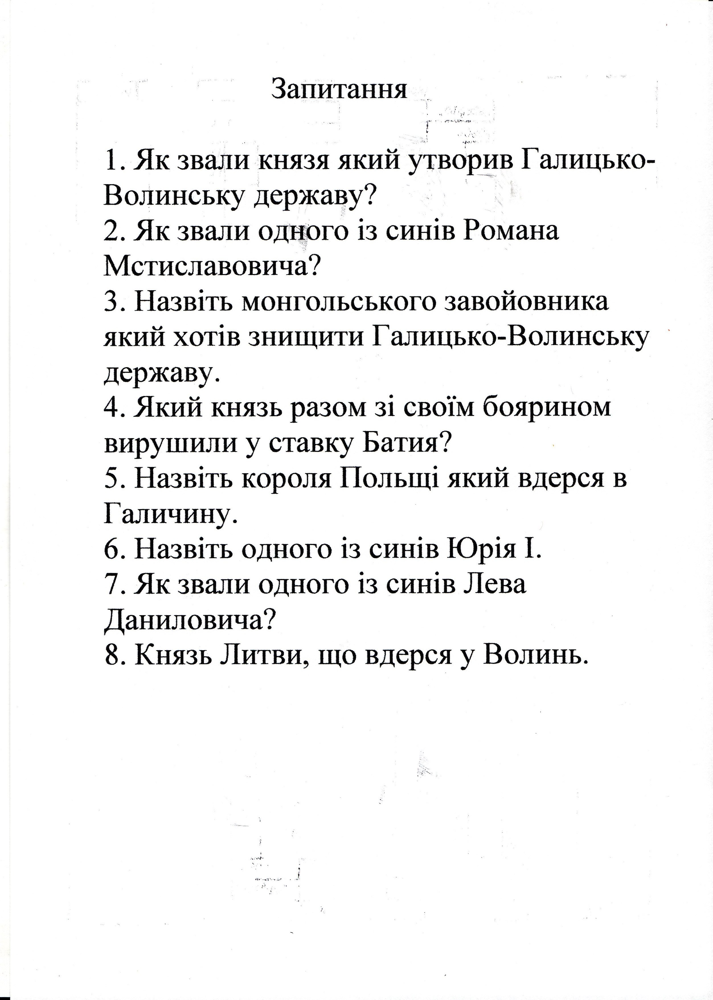 Запитання
1. Як звали князя який утворив Галицько-
Волинську державу?
2. Як звали одного із синів Романа
Мстиславовича?
3. Назвіть монгольського завойовника
який хотів знищити Галицько-Волинську
державу.
4. Який князь разом зі своїм боярином
вирушили у ставку Батия?
5. Назвіть короля Польщі який вдерся в
Галичину.
6. Назвіть одного із синів Юрія І.
7. Як звали одного із синів Лева
Даниловича?
8. Князь Литви, що вдерся у Волинь.